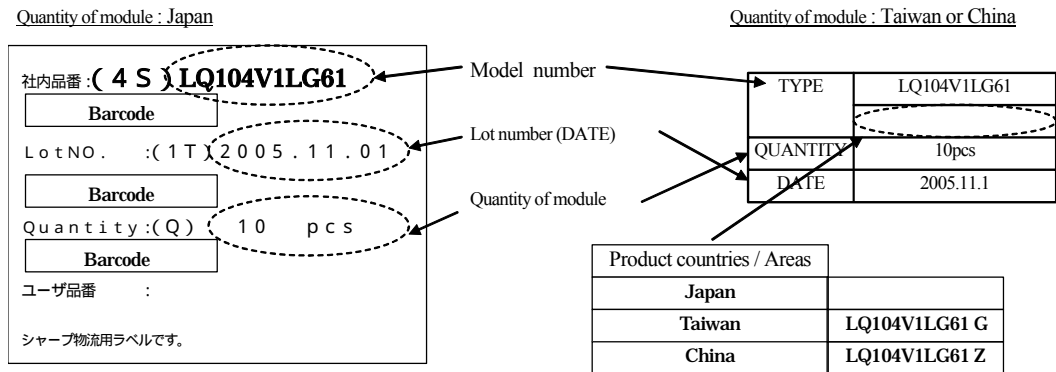 Quantity of module : Japan
社内品番 :(４Ｓ) LQ104V1LG61
Barcode
ＬｏｔＮＯ． :(１Ｔ) ２００５．１１．０１
Barcode
Ｑｕａｎｔｉｔｙ:(Ｑ) １０ ｐｃｓ
Barcode
ユーザ品番 :
シャープ物流用ラベルです。
Model number
Lot number (DATE)
Quantity of module
Quantity of module : Taiwan or China
TYPE LQ104V1LG61
QUANTITY 10pcs
DATE 2005.11.1
Product countries / Areas
Japan
Taiwan LQ104V1LG61 G
China LQ104V1LG61 Z